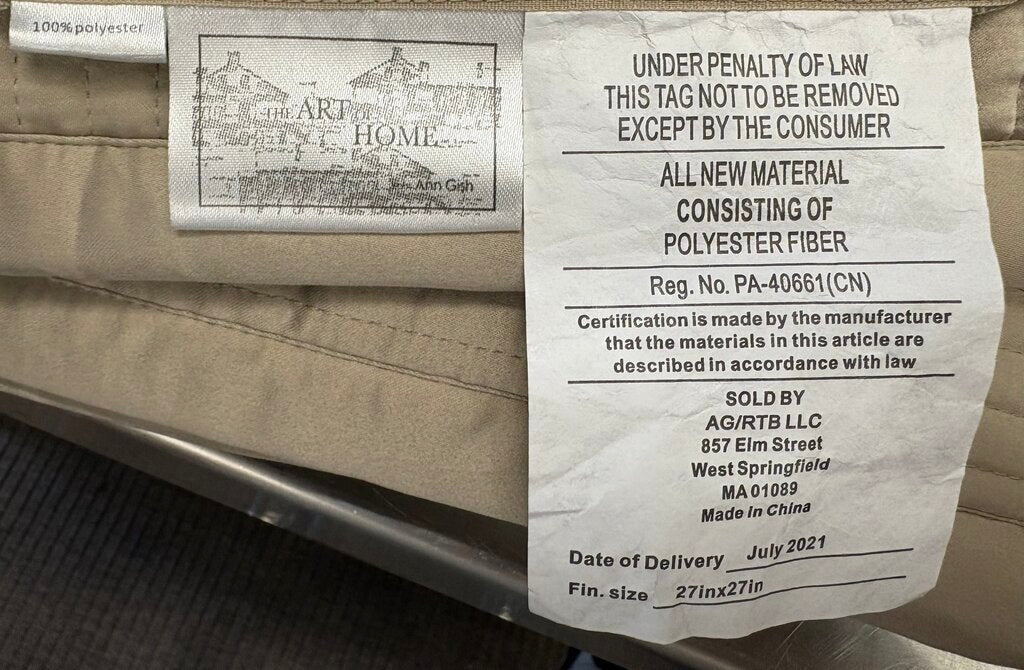 100% polyester
THE ART OF
HOME
from Ann Gish
UNDER PENALTY OF LAW
THIS TAG NOT TO BE REMOVED
EXCEPT BY THE CONSUMER
ALL NEW MATERIAL
CONSISTING OF
POLYESTER FIBER
Reg. No. PA-40661(CN)
Certification is made by the manufacturer
that the materials in this article are
described in accordance with law
SOLD BY
AG/RTB LLC
857 Elm Street
West Springfield
MA 01089
Made in China
Date of Delivery July 2021
Fin. size 27inx27in